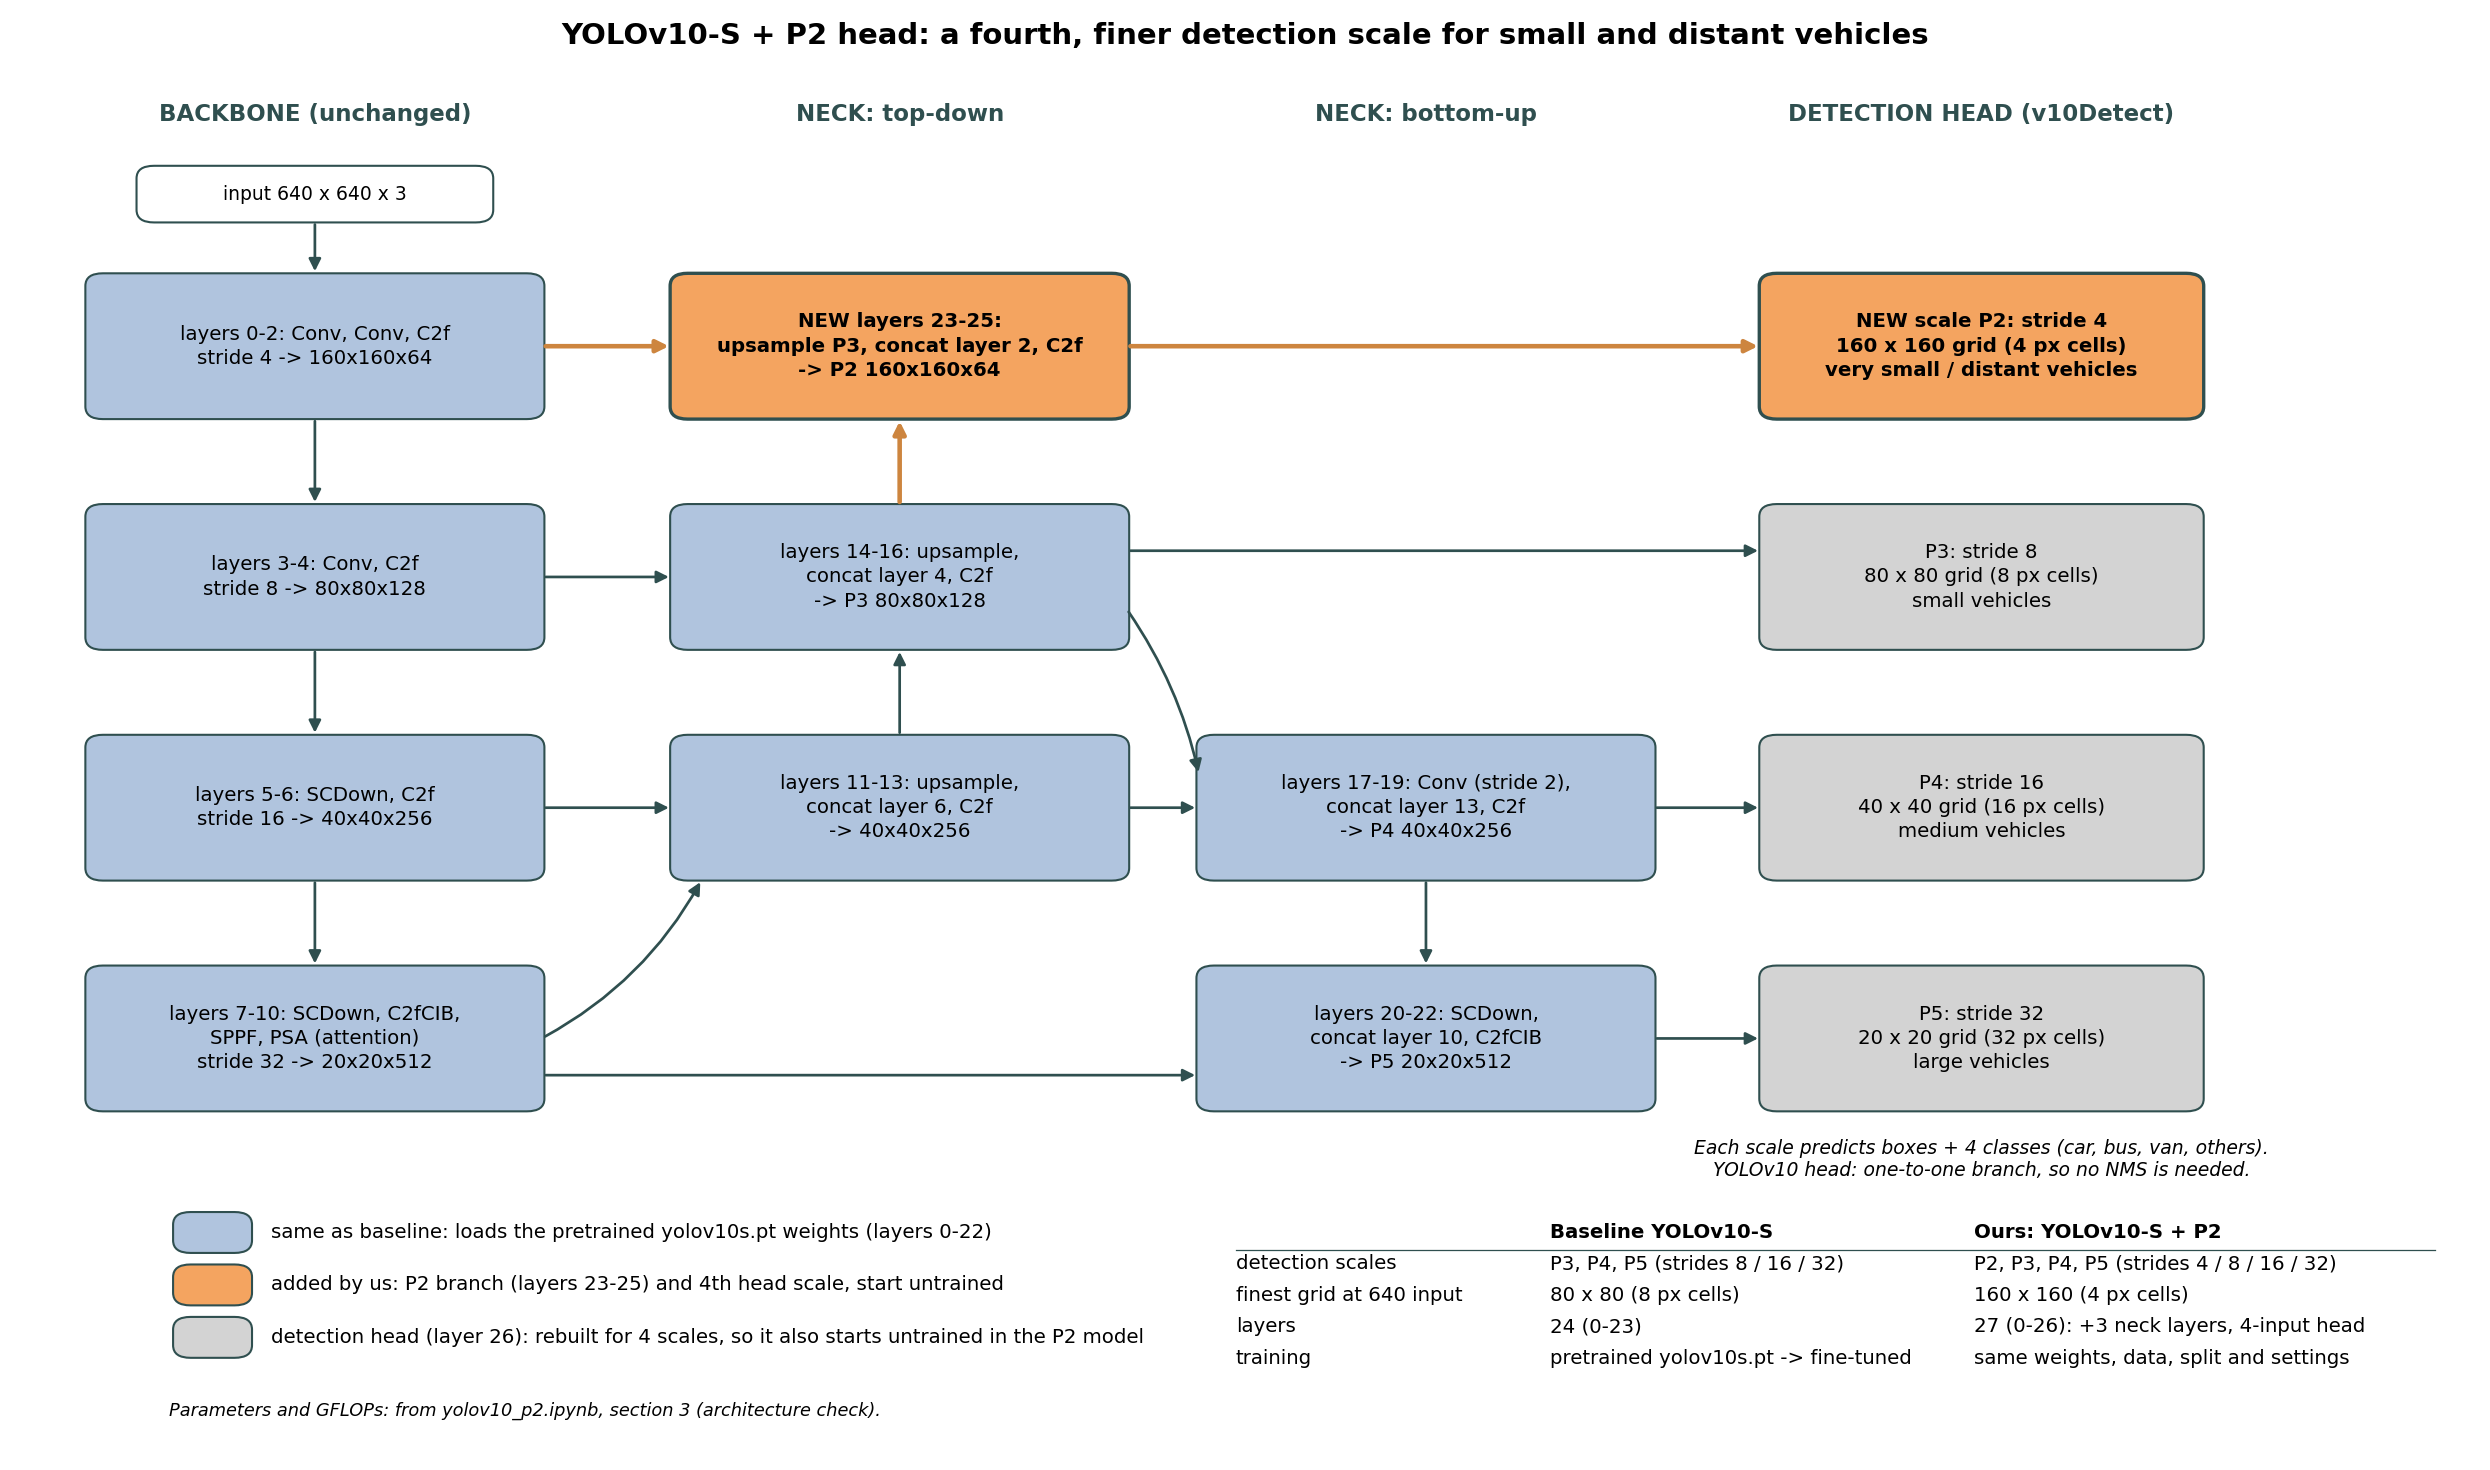 YOLOv10-S + P2 head: a fourth, finer detection scale for small and distant vehicles
BACKBONE (unchanged)
NECK: top-down
NECK: bottom-up
DETECTION HEAD (v10Detect)
input 640 x 640 x 3
layers 0-2: Conv, Conv, C2f
stride 4 -> 160x160x64
NEW layers 23-25:
upsample P3, concat layer 2, C2f
-> P2 160x160x64
NEW scale P2: stride 4
160 x 160 grid (4 px cells)
very small / distant vehicles
layers 3-4: Conv, C2f
stride 8 -> 80x80x128
layers 14-16: upsample,
concat layer 4, C2f
-> P3 80x80x128
P3: stride 8
80 x 80 grid (8 px cells)
small vehicles
layers 5-6: SCDown, C2f
stride 16 -> 40x40x256
layers 11-13: upsample,
concat layer 6, C2f
-> 40x40x256
layers 17-19: Conv (stride 2),
concat layer 13, C2f
-> P4 40x40x256
P4: stride 16
40 x 40 grid (16 px cells)
medium vehicles
layers 7-10: SCDown, C2fCIB,
SPPF, PSA (attention)
stride 32 -> 20x20x512
layers 20-22: SCDown,
concat layer 10, C2fCIB
-> P5 20x20x512
P5: stride 32
20 x 20 grid (32 px cells)
large vehicles
Each scale predicts boxes + 4 classes (car, bus, van, others).
YOLOv10 head: one-to-one branch, so no NMS is needed.
same as baseline: loads the pretrained yolov10s.pt weights (layers 0-22)
added by us: P2 branch (layers 23-25) and 4th head scale, start untrained
detection head (layer 26): rebuilt for 4 scales, so it also starts untrained in the P2 model
Baseline YOLOv10-S
Ours: YOLOv10-S + P2
detection scales
P3, P4, P5 (strides 8 / 16 / 32)
P2, P3, P4, P5 (strides 4 / 8 / 16 / 32)
finest grid at 640 input
80 x 80 (8 px cells)
160 x 160 (4 px cells)
layers
24 (0-23)
27 (0-26): +3 neck layers, 4-input head
training
pretrained yolov10s.pt -> fine-tuned
same weights, data, split and settings
Parameters and GFLOPs: from yolov10_p2.ipynb, section 3 (architecture check).